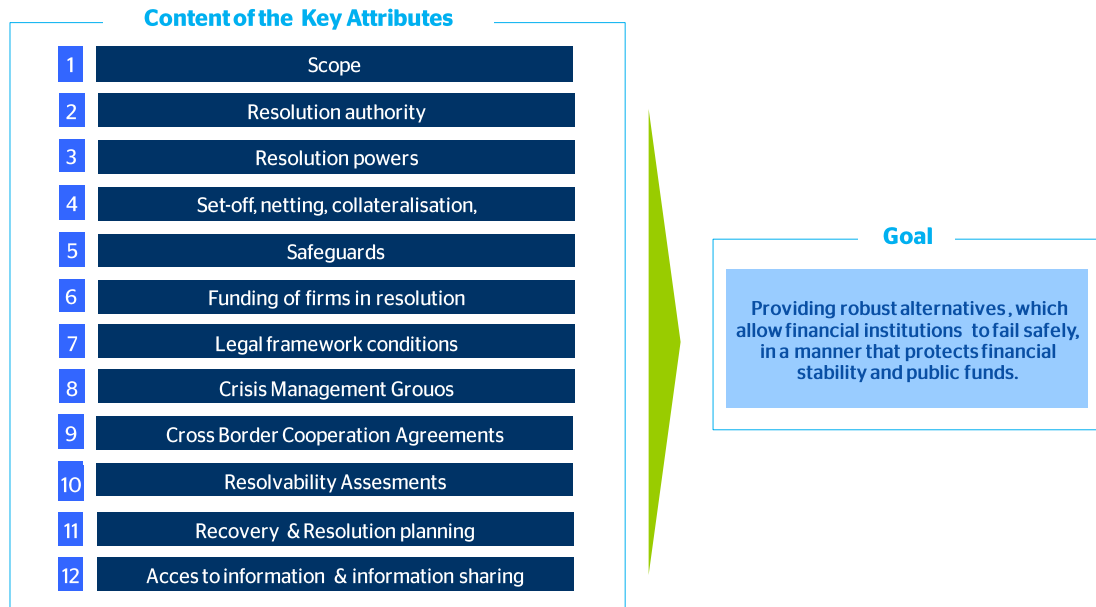 Content of the Key Attributes
1 Scope
2 Resolution authority
3 Resolution powers
4 Set-off, netting, collateralisation,
5 Safeguards
6 Funding of firms in resolution
7 Legal framework conditions
8 Crisis Management Grouos
9 Cross Border Cooperation Agreements
10 Resolvability Assesments
11 Recovery & Resolution planning
12 Acces to information & information sharing
Goal
Providing robust alternatives, which
allow financial institutions to fail safely,
in a manner that protects financial
stability and public funds.